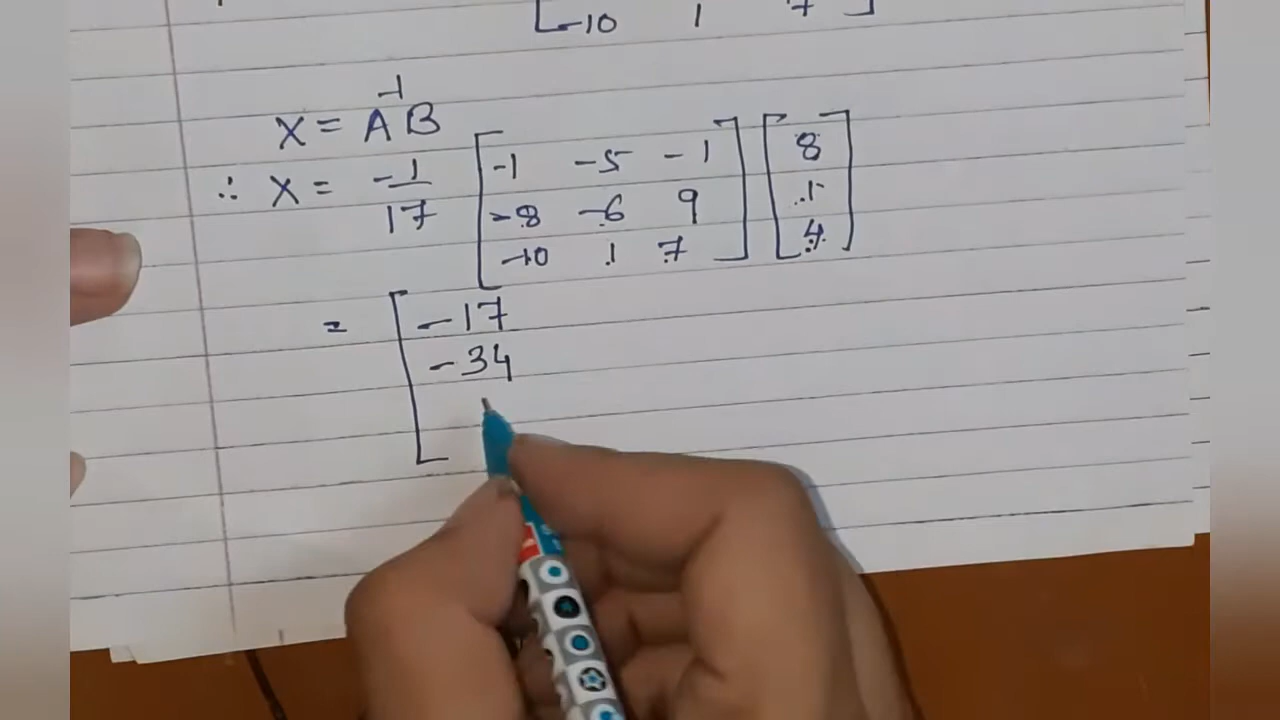 -10 1 7
X = A⁻¹B
∴ X = -1/17 [-1 -5 -1] [8]
[-8 -6 9] [1]
[-10 1 7] [4]
= [-17
-34